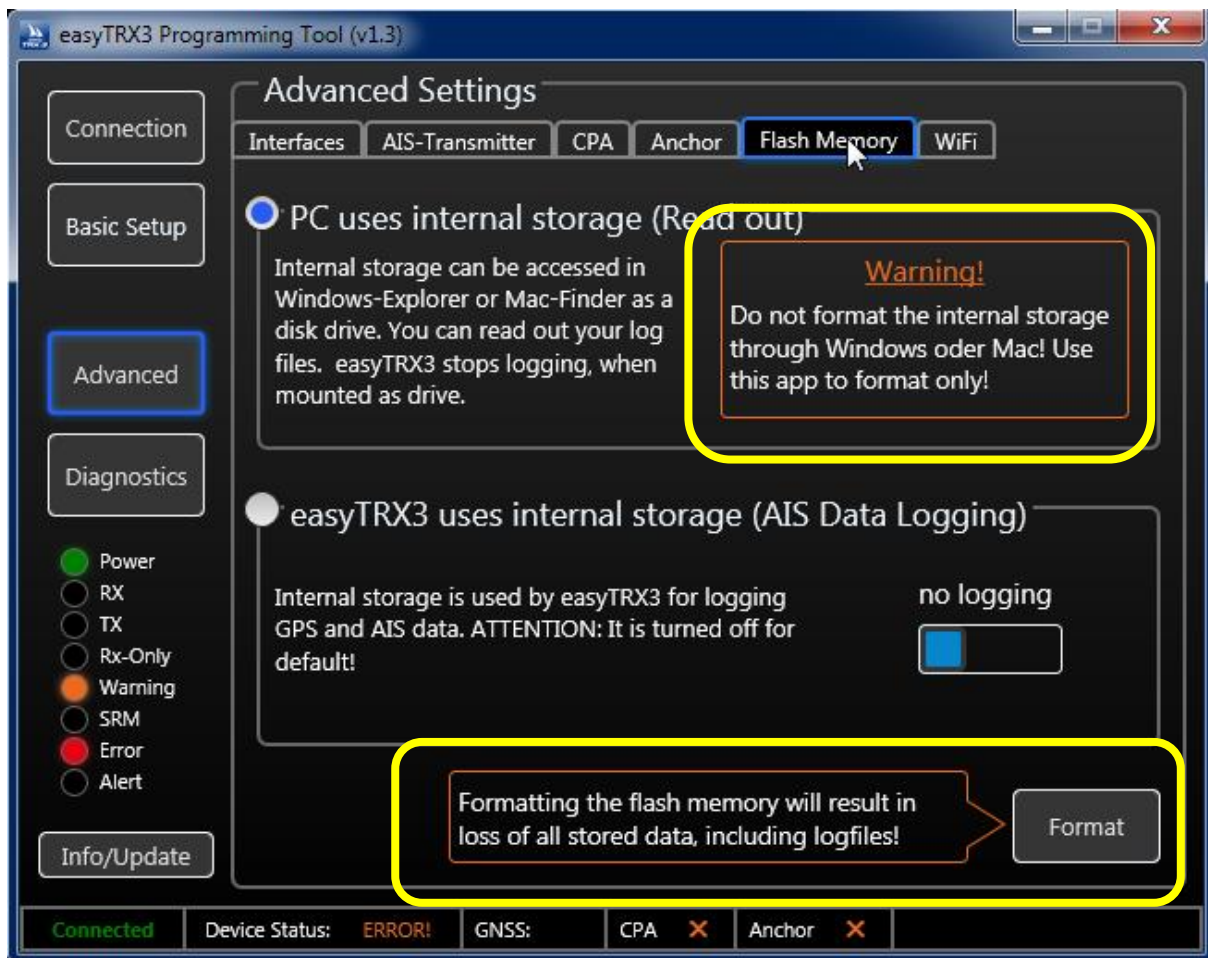 easyTRX3 Programming Tool (v1.3)
Connection
Basic Setup
Advanced
Diagnostics
Power
RX
TX
Rx-Only
Warning
SRM
Error
Alert
Info/Update
Advanced Settings
Interfaces AIS-Transmitter CPA Anchor Flash Memory WiFi
PC uses internal storage (Read out)
Internal storage can be accessed in
Windows-Explorer or Mac-Finder as a
disk drive. You can read out your log
files. easyTRX3 stops logging, when
mounted as drive.
Warning!
Do not format the internal storage
through Windows oder Mac! Use
this app to format only!
easyTRX3 uses internal storage (AIS Data Logging)
Internal storage is used by easyTRX3 for logging
GPS and AIS data. ATTENTION: It is turned off for
default!
no logging
Formatting the flash memory will result in
loss of all stored data, including logfiles!
Format
Connected Device Status: ERROR! GNSS: CPA X Anchor X